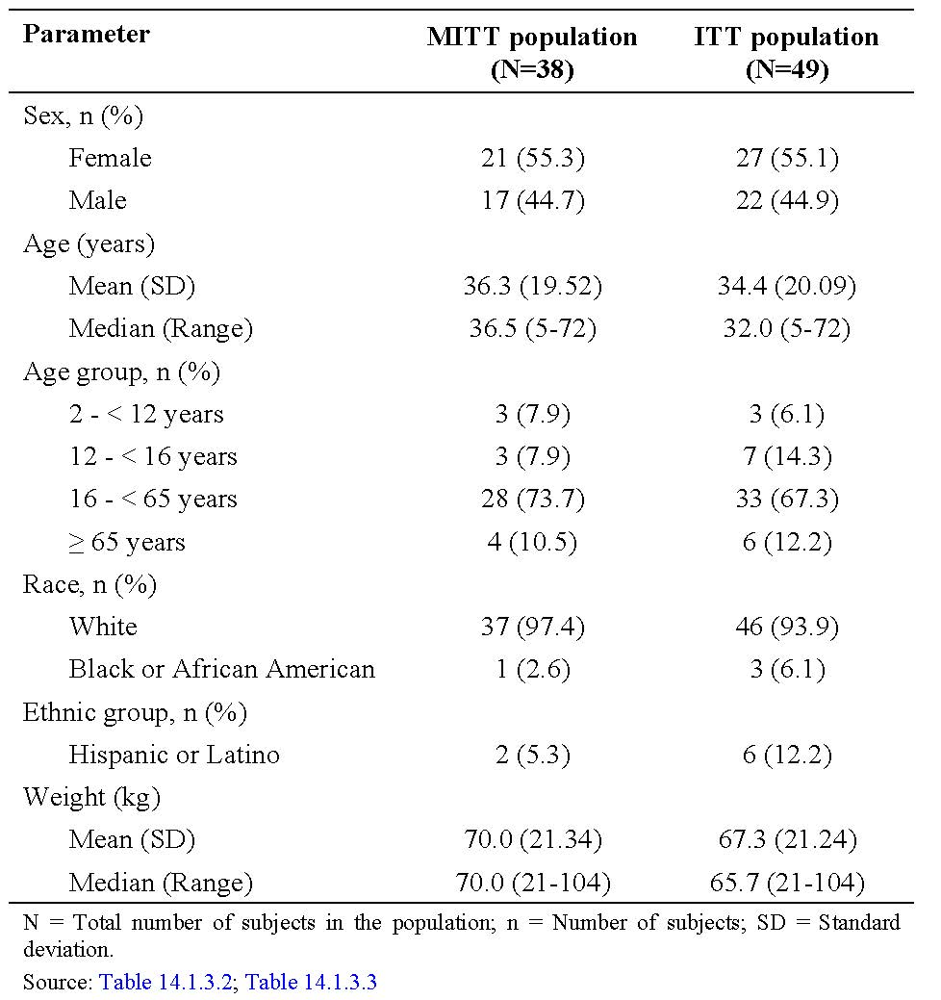 Parameter MITT population ITT population
(N=38) (N=49)
Sex, n (%)
Female 21 (55.3) 27 (55.1)
Male 17 (44.7) 22 (44.9)
Age (years)
Mean (SD) 36.3 (19.52) 34.4 (20.09)
Median (Range) 36.5 (5-72) 32.0 (5-72)
Age group, n (%)
2 - < 12 years 3 (7.9) 3 (6.1)
12 - < 16 years 3 (7.9) 7 (14.3)
16 - < 65 years 28 (73.7) 33 (67.3)
≥ 65 years 4 (10.5) 6 (12.2)
Race, n (%)
White 37 (97.4) 46 (93.9)
Black or African American 1 (2.6) 3 (6.1)
Ethnic group, n (%)
Hispanic or Latino 2 (5.3) 6 (12.2)
Weight (kg)
Mean (SD) 70.0 (21.34) 67.3 (21.24)
Median (Range) 70.0 (21-104) 65.7 (21-104)
N = Total number of subjects in the population; n = Number of subjects; SD = Standard
deviation.
Source: Table 14.1.3.2; Table 14.1.3.3